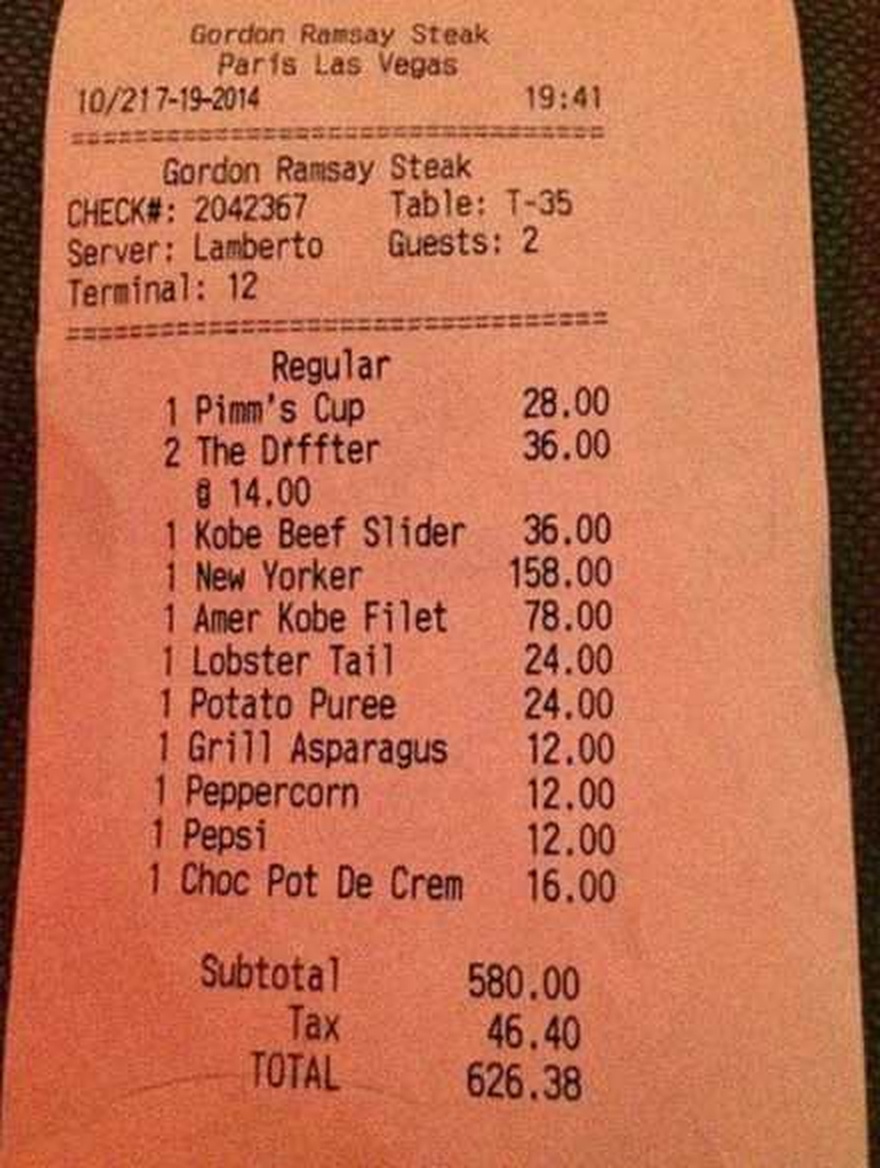 Gordon Ramsay Steak
Paris Las Vegas
10/217-19-2014 19:41
==================================
Gordon Ramsay Steak
CHECK#: 2042367 Table: T-35
Server: Lamberto Guests: 2
Terminal: 12
==================================
Regular
1 Pimm's Cup 28.00
2 The Drffter 36.00
@ 14.00
1 Kobe Beef Slider 36.00
1 New Yorker 158.00
1 Amer Kobe Filet 78.00
1 Lobster Tail 24.00
1 Potato Puree 24.00
1 Grill Asparagus 12.00
1 Peppercorn 12.00
1 Pepsi 12.00
1 Choc Pot De Crem 16.00
Subtotal 580.00
Tax 46.40
TOTAL 626.38